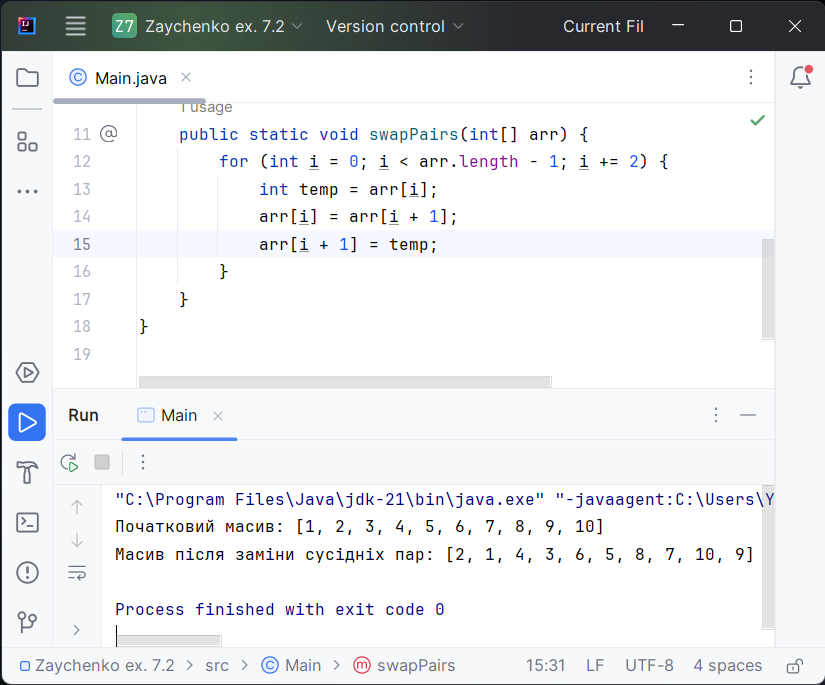 Z7 Zaychenko ex. 7.2 Version control Current Fil
Main.java
1 usage
11 @ public static void swapPairs(int[] arr) {
12 for (int i = 0; i < arr.length - 1; i += 2) {
13 int temp = arr[i];
14 arr[i] = arr[i + 1];
15 arr[i + 1] = temp;
16 }
17 }
18 }
19
Run Main
"C:\Program Files\Java\jdk-21\bin\java.exe" "-javaagent:C:\Users\Y
Початковий масив: [1, 2, 3, 4, 5, 6, 7, 8, 9, 10]
Масив після заміни сусідніх пар: [2, 1, 4, 3, 6, 5, 8, 7, 10, 9]
Process finished with exit code 0
Zaychenko ex. 7.2 > src > Main > swapPairs 15:31 LF UTF-8 4 spaces